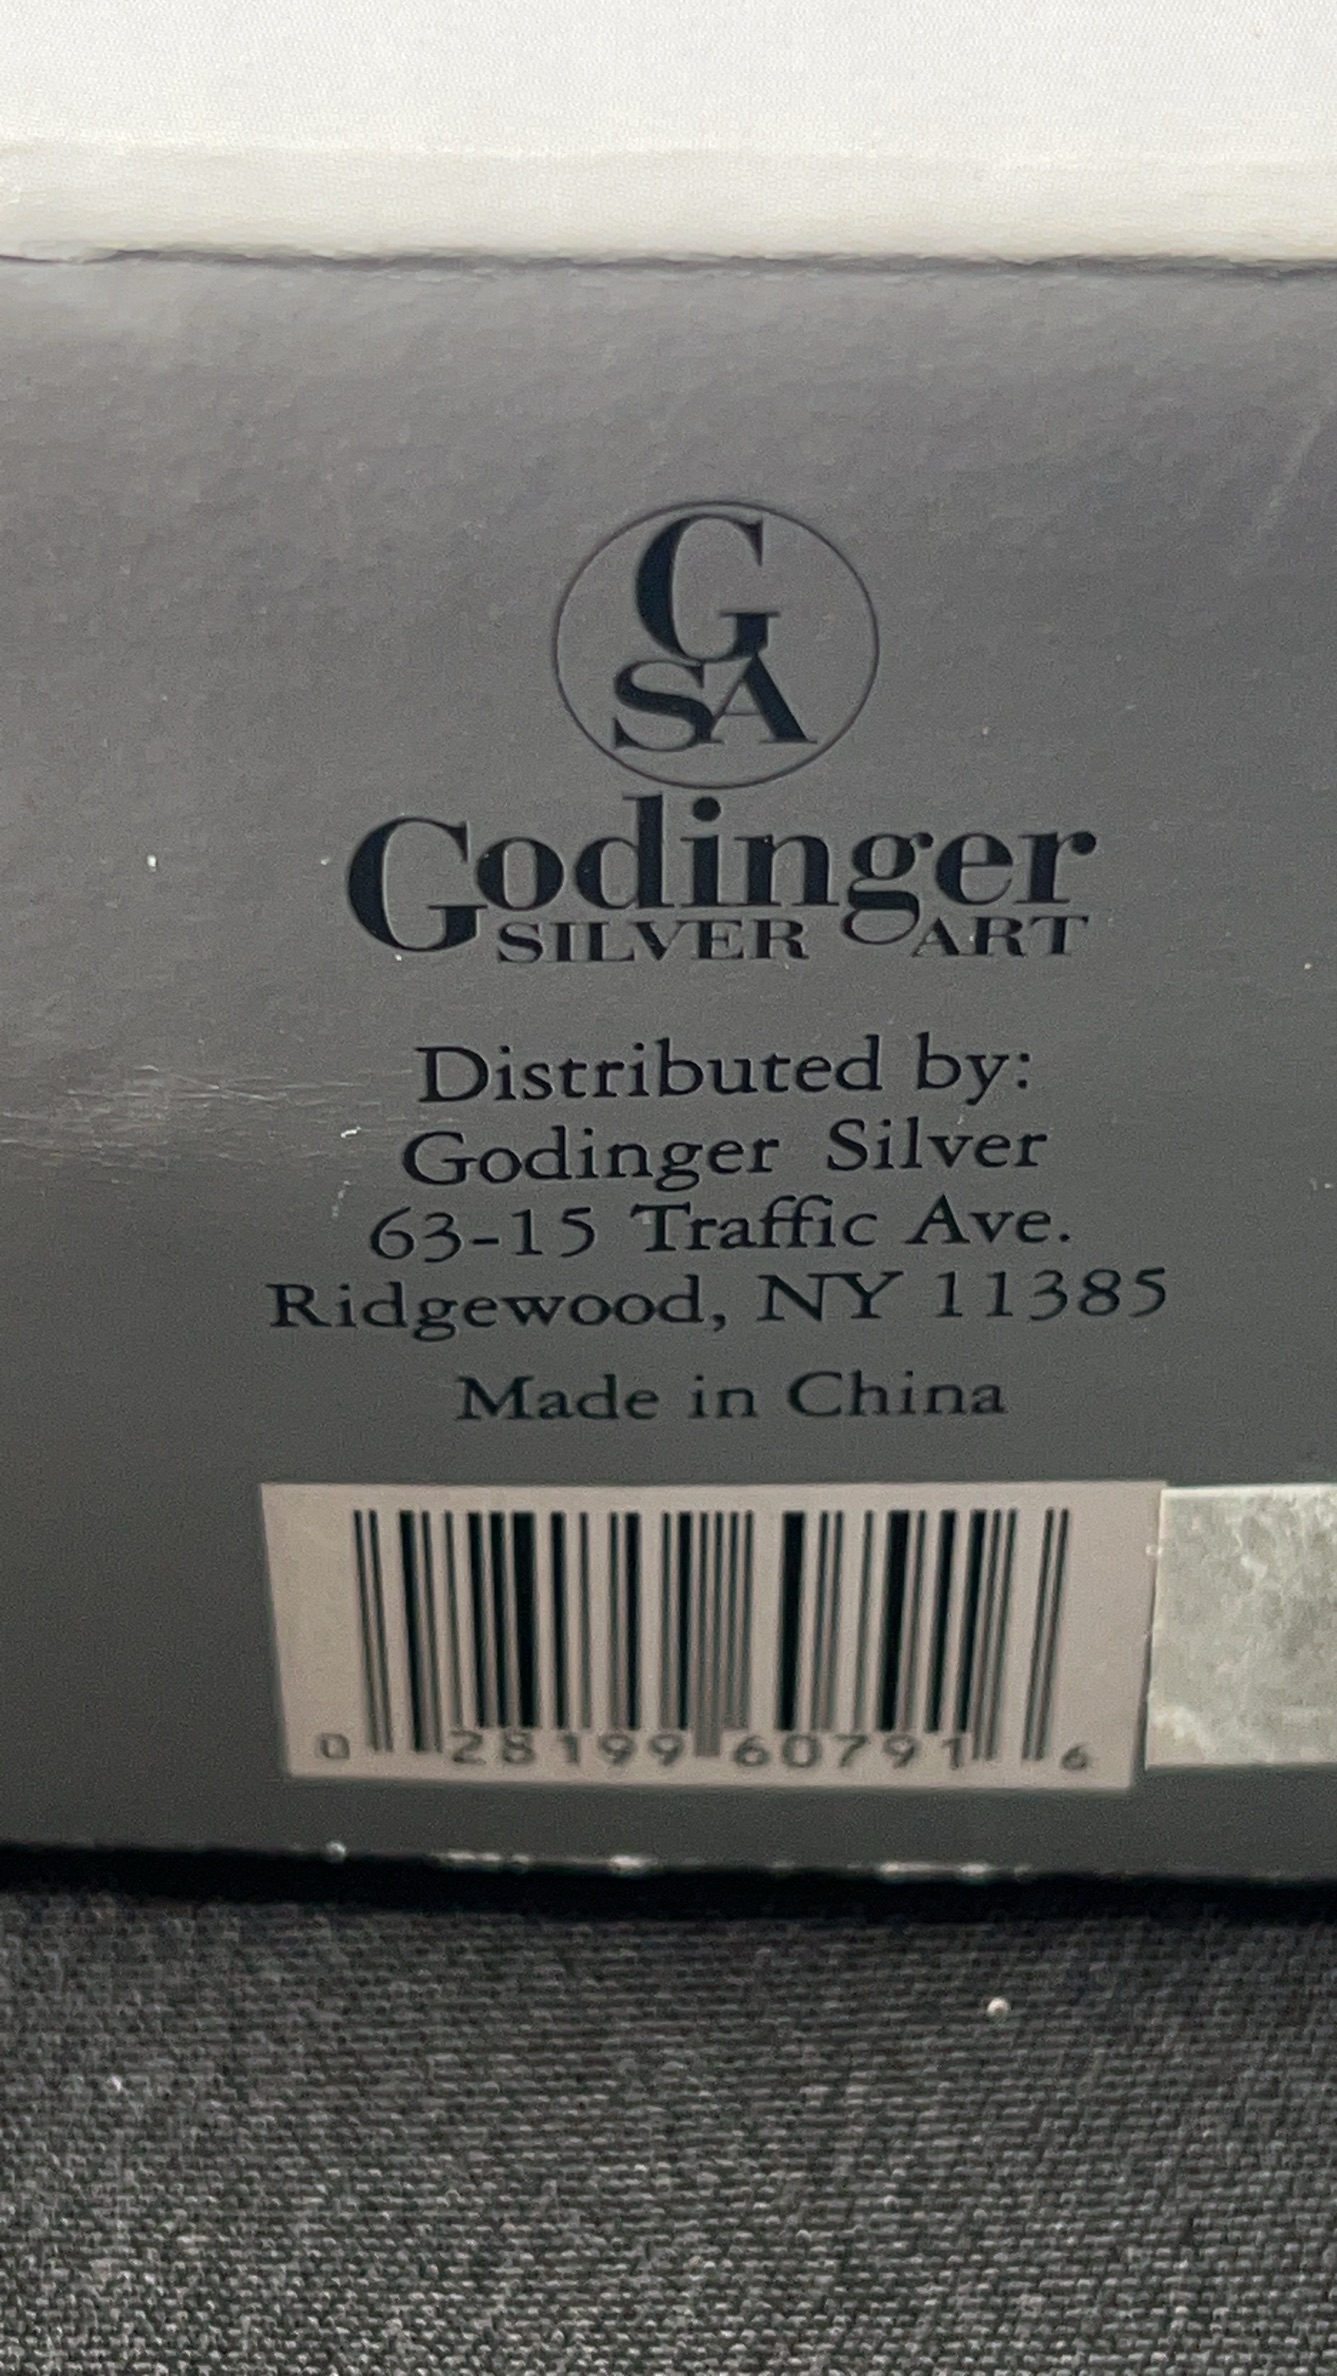 G
SA
Godinger
SILVER ART
Distributed by:
Godinger Silver
63-15 Traffic Ave.
Ridgewood, NY 11385
Made in China
0 28199 60791 6